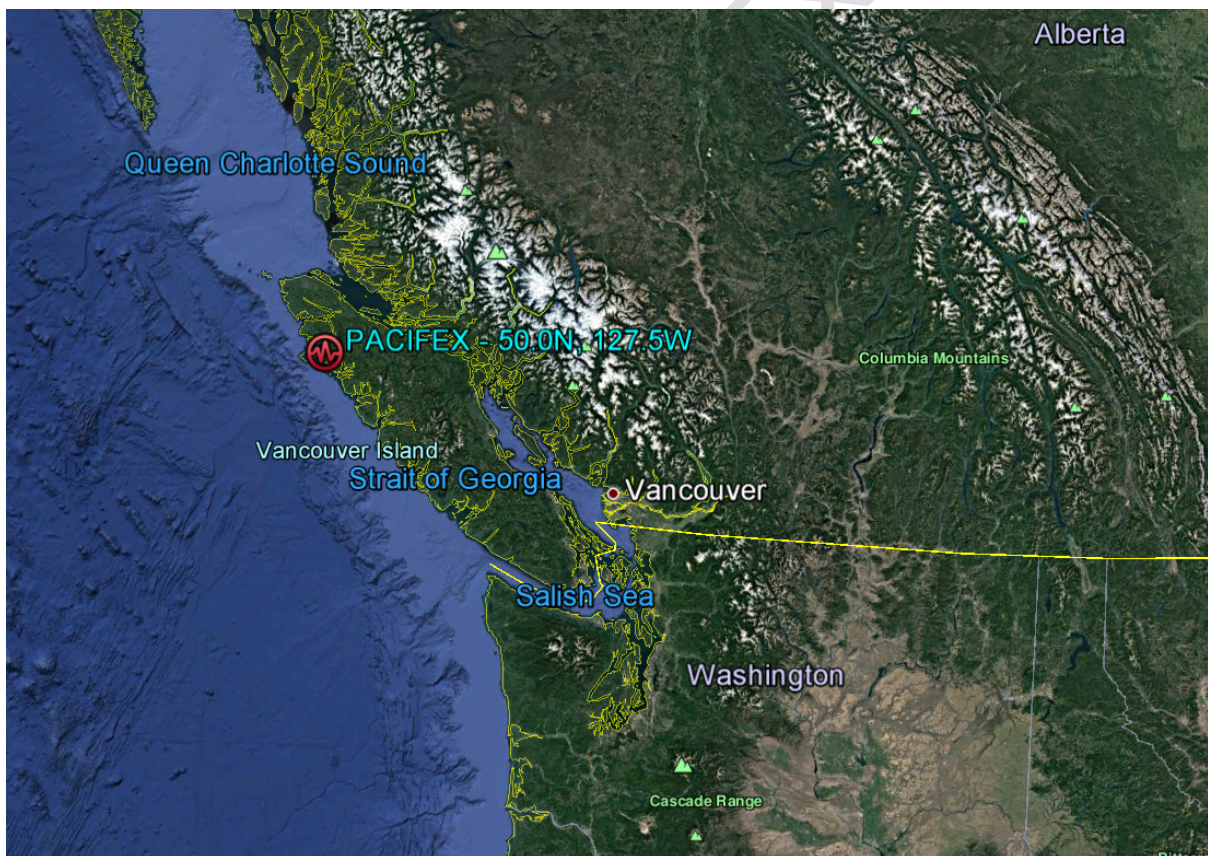 Alberta
Queen Charlotte Sound
PACIFEX - 50.0N, 127.5W
Columbia Mountains
Vancouver Island
Strait of Georgia
Vancouver
Salish Sea
Washington
Cascade Range